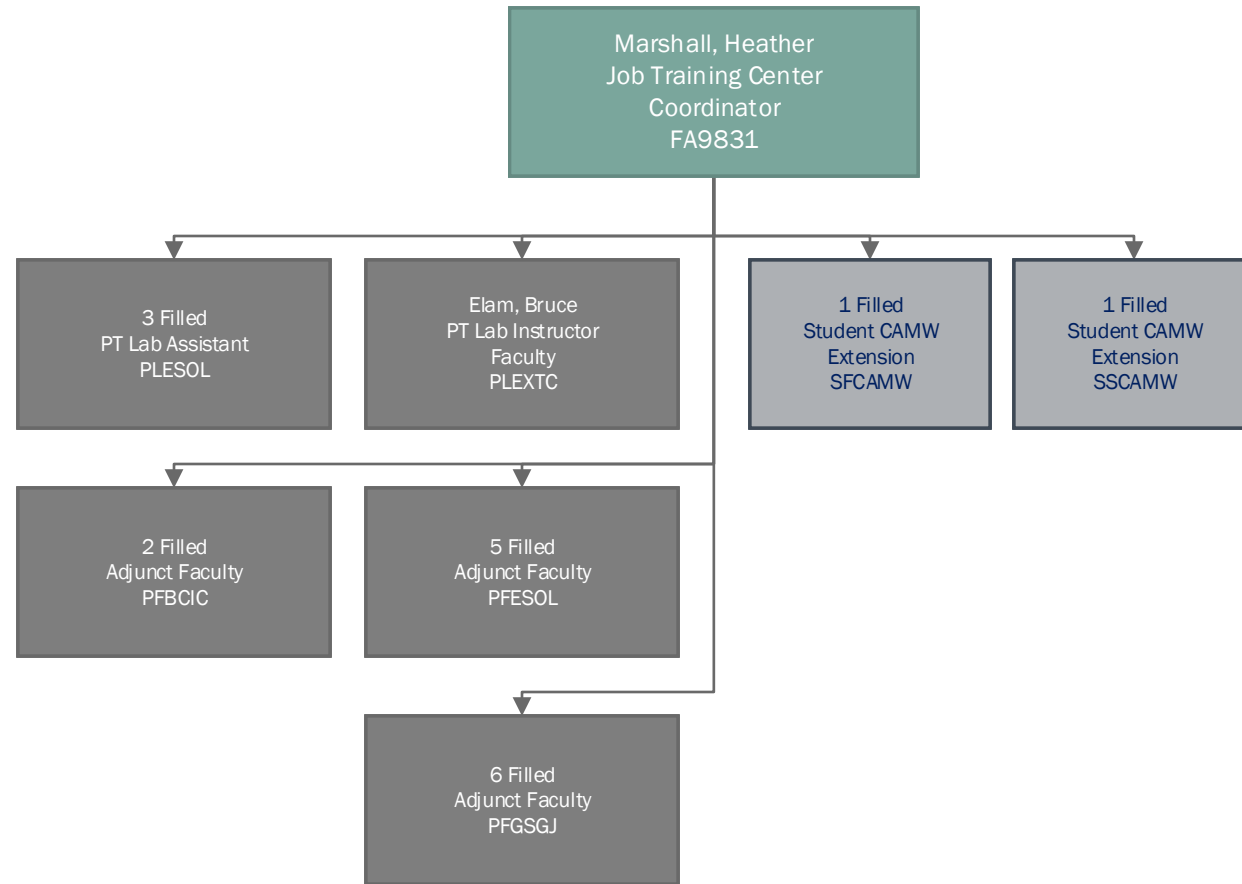 Marshall, Heather
Job Training Center
Coordinator
FA9831
3 Filled
PT Lab Assistant
PLESOL
Elam, Bruce
PT Lab Instructor
Faculty
PLEXTC
1 Filled
Student CAMW
Extension
SFCAMW
1 Filled
Student CAMW
Extension
SSCAMW
2 Filled
Adjunct Faculty
PFBCIC
5 Filled
Adjunct Faculty
PFESOL
6 Filled
Adjunct Faculty
PFGSGJ